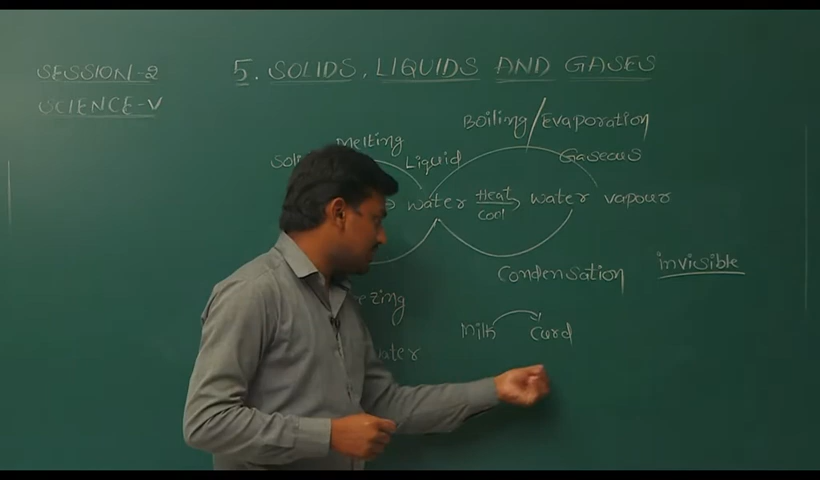 SESSION-2
SCIENCE-V
5. SOLIDS, LIQUIDS AND GASES
Boiling/Evaporation
Melting
Liquid
Gaseous
water
Heat
Cool
water vapour
Condensation
invisible
Milk
Curd